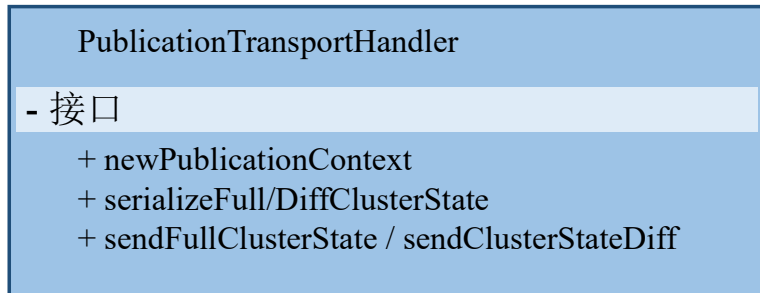 PublicationTransportHandler
- 接口
+ newPublicationContext
+ serializeFull/DiffClusterState
+ sendFullClusterState / sendClusterStateDiff